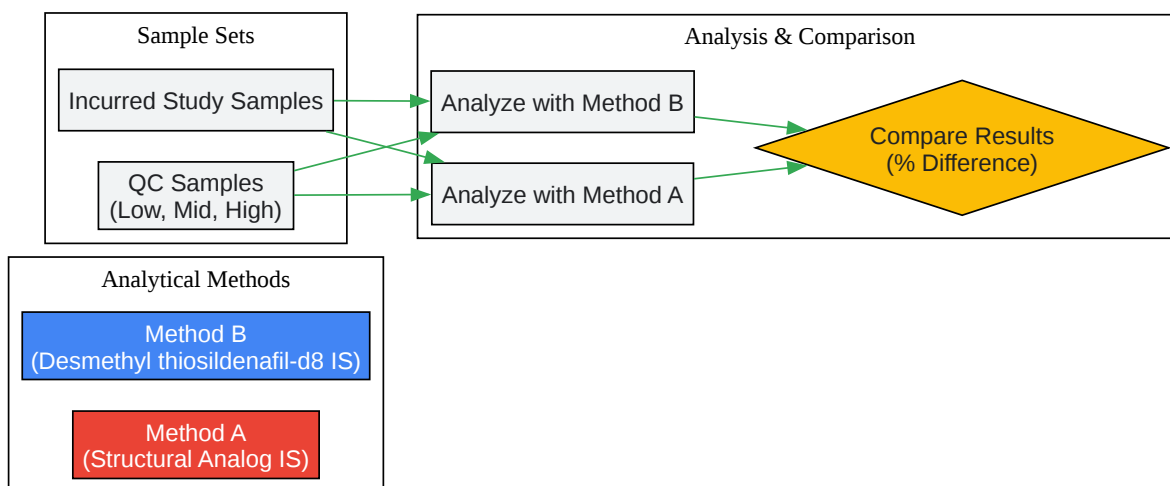 Sample Sets
Incurred Study Samples
QC Samples
(Low, Mid, High)
Analysis & Comparison
Analyze with Method B
Analyze with Method A
Compare Results
(% Difference)
Analytical Methods
Method B
(Desmethyl thiosildenafil-d8 IS)
Method A
(Structural Analog IS)